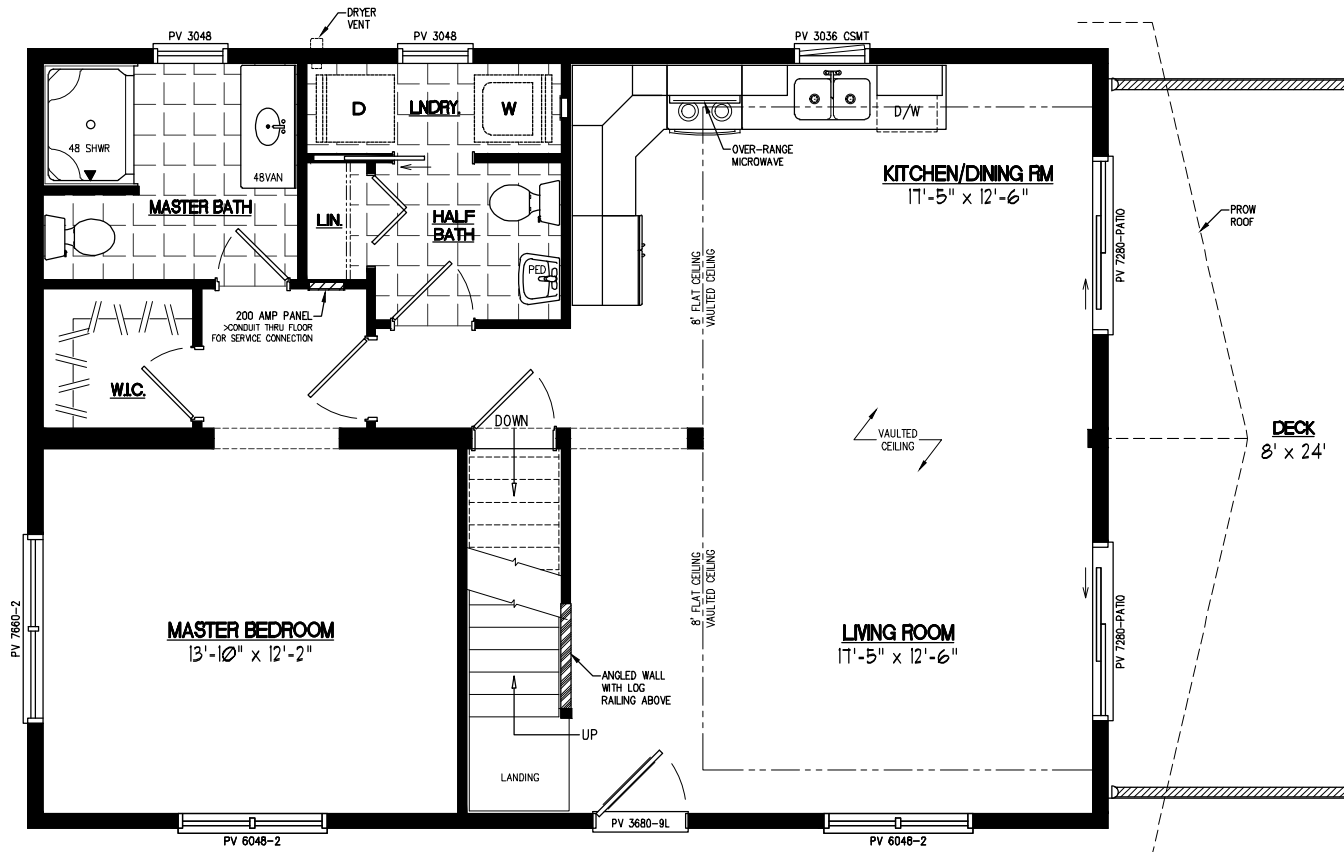 DRYER
VENT
PV 3048
PV 3048
PV 3036 CSMT
48 SHWR
48VAN
D
LNDRY.
W
D/W
OVER-RANGE
MICROWAVE
KITCHEN/DINING RM
17'-5" x 12'-6"
MASTER BATH
LIN.
HALF
BATH
PED
PROW
ROOF
PV 7280-PATIO
8' FLAT CEILING
VAULTED CEILING
200 AMP PANEL
>CONDUIT THRU FLOOR
FOR SERVICE CONNECTION
W.I.C.
DOWN
VAULTED
CEILING
DECK
8' x 24'
PV 7660-2
MASTER BEDROOM
13'-10" x 12'-2"
8' FLAT CEILING
VAULTED CEILING
LIVING ROOM
17'-5" x 12'-6"
PV 7280-PATIO
ANGLED WALL
WITH LOG
RAILING ABOVE
UP
LANDING
PV 6048-2
PV 3680-9L
PV 6048-2